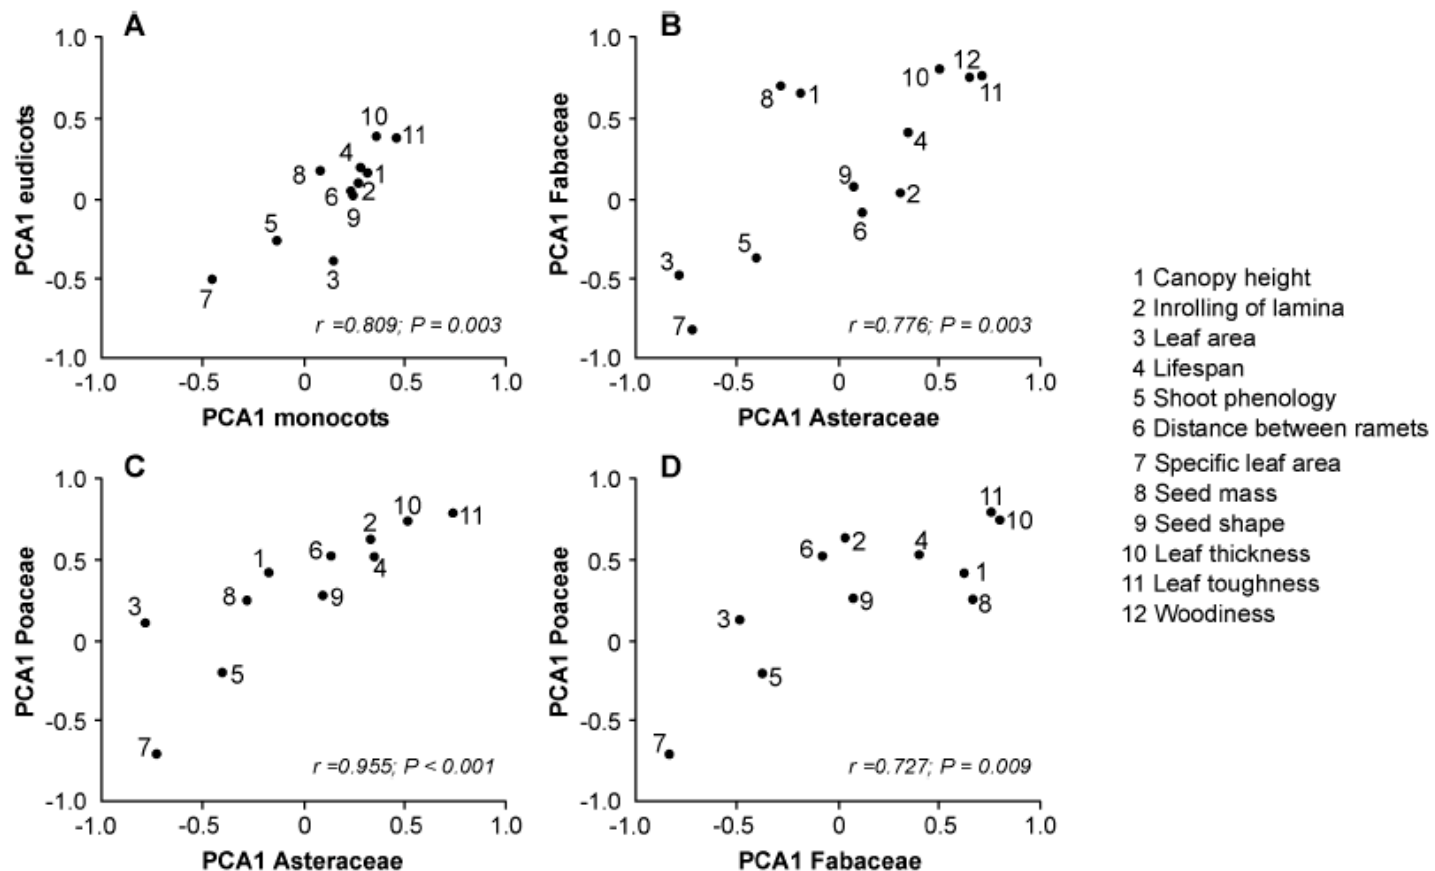 A
1.0
0.5
0
-0.5
-1.0
PCA1 eudicots
10
11
4
1
8
6
2
9
5
3
7
r =0.809; P = 0.003
-1.0 -0.5 0 0.5 1.0
PCA1 monocots
B
1.0
0.5
0
-0.5
-1.0
PCA1 Fabaceae
12
10
11
8
1
4
9
2
6
5
3
7
r =0.776; P = 0.003
-1.0 -0.5 0 0.5 1.0
PCA1 Asteraceae
C
1.0
0.5
0
-0.5
-1.0
PCA1 Poaceae
10
11
2
6
4
1
8
9
3
5
7
r =0.955; P < 0.001
-1.0 -0.5 0 0.5 1.0
PCA1 Asteraceae
D
1.0
0.5
0
-0.5
-1.0
PCA1 Poaceae
11
10
6
2
4
1
9
8
3
5
7
r =0.727; P = 0.009
-1.0 -0.5 0 0.5 1.0
PCA1 Fabaceae
1 Canopy height
2 Inrolling of lamina
3 Leaf area
4 Lifespan
5 Shoot phenology
6 Distance between ramets
7 Specific leaf area
8 Seed mass
9 Seed shape
10 Leaf thickness
11 Leaf toughness
12 Woodiness